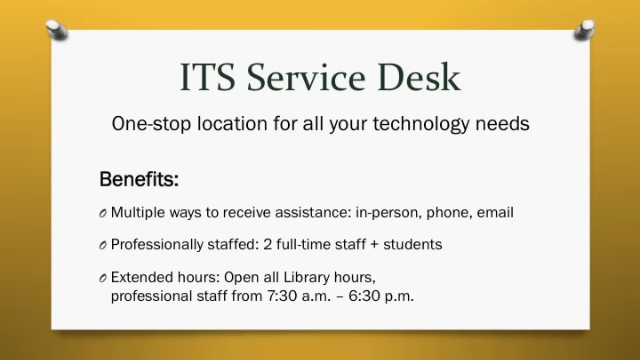 ITS Service Desk
One-stop location for all your technology needs
Benefits:
Multiple ways to receive assistance: in-person, phone, email
Professionally staffed: 2 full-time staff + students
Extended hours: Open all Library hours,
professional staff from 7:30 a.m. – 6:30 p.m.